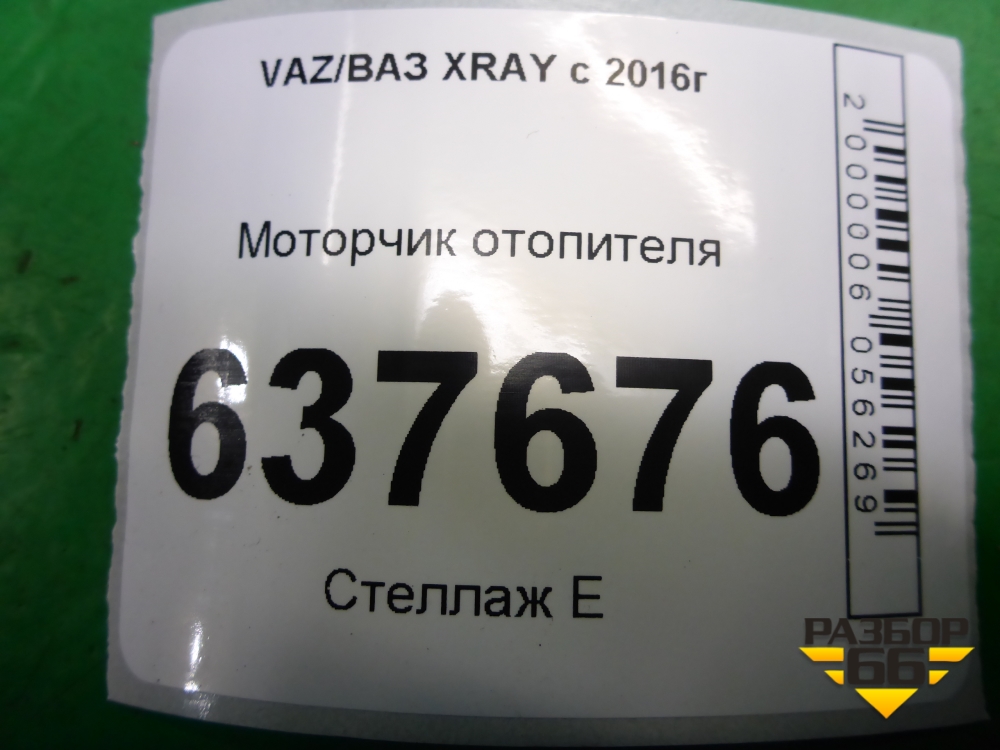 VAZ/ВАЗ XRAY с 2016г
Моторчик отопителя
637676
Стеллаж Е
2000006056269
РАЗБОР
66